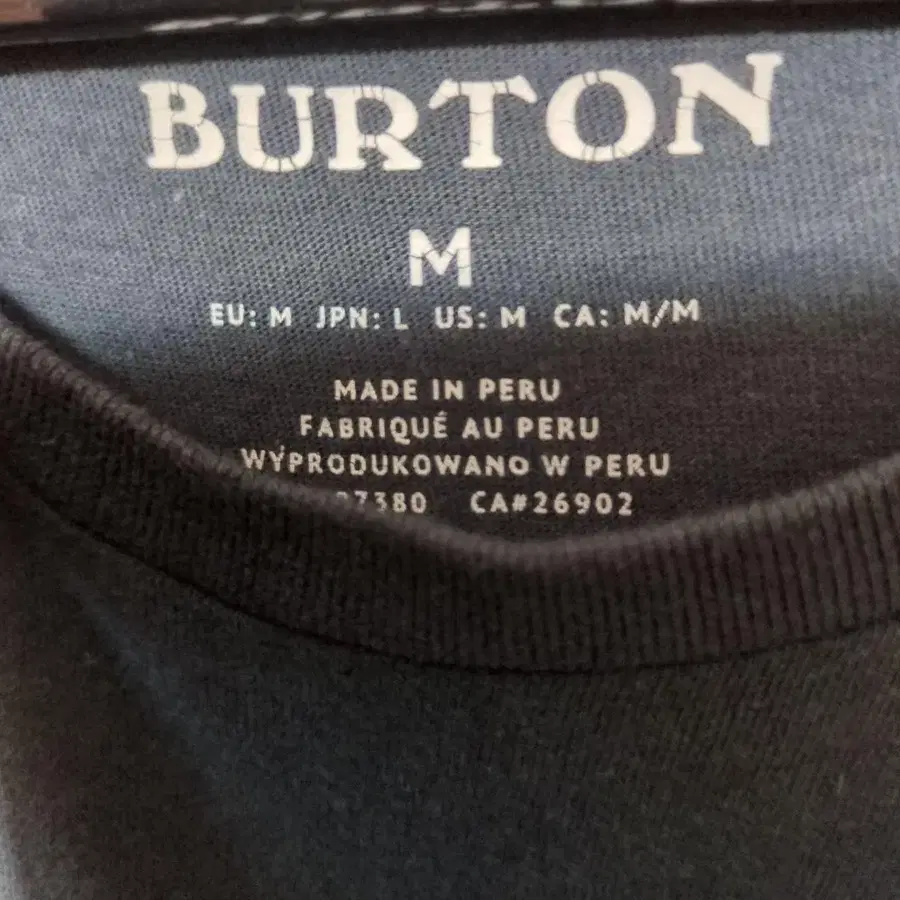 BURTON
M
EU: M JPN: L US: M CA: M/M
MADE IN PERU
FABRIQUÉ AU PERU
WYPRODUKOWANO W PERU
CA#26902